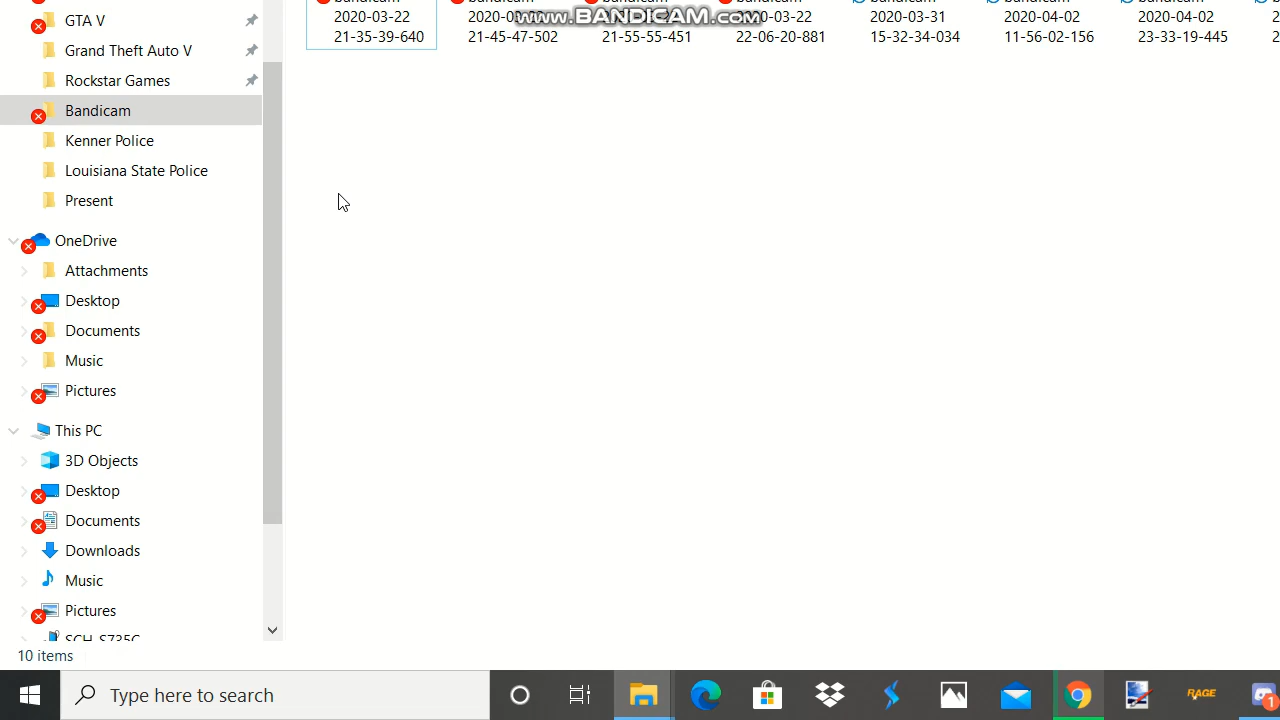 GTA V
Grand Theft Auto V
Rockstar Games
Bandicam
Kenner Police
Louisiana State Police
Present
OneDrive
Attachments
Desktop
Documents
Music
Pictures
This PC
3D Objects
Desktop
Documents
Downloads
Music
Pictures
SCH-S735C
10 items
www.BANDICAM.com
2020-03-22
21-35-39-640
21-45-47-502
21-55-55-451
22-06-20-881
2020-03-31
15-32-34-034
2020-04-02
11-56-02-156
2020-04-02
23-33-19-445
Type here to search
RAGE
1